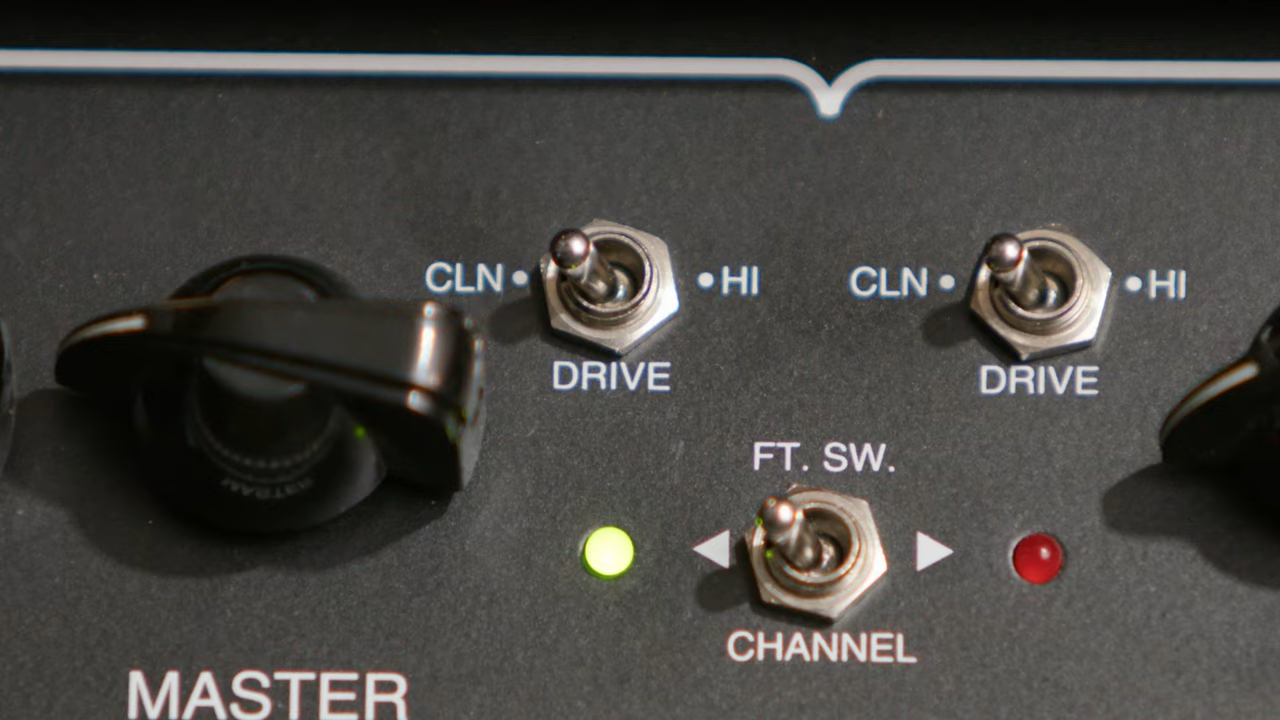 CLN • • HI
DRIVE
CLN • • HI
DRIVE
FT. SW.
CHANNEL
MASTER